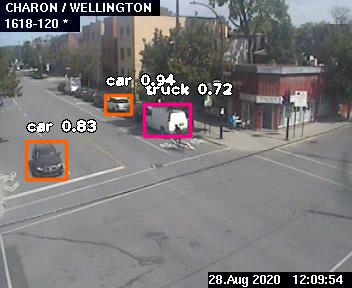 CHARON / WELLINGTON
1618-120 *
car 0.94
truck 0.72
car 0.83
28.Aug 2020 12:09:54